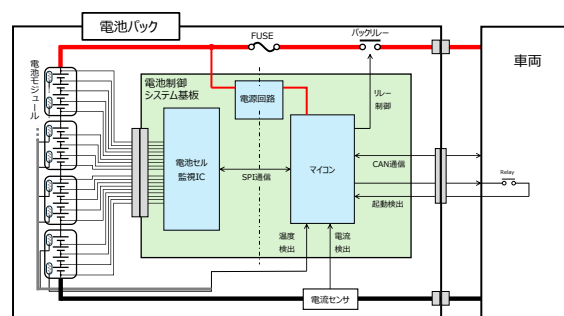 電池パック
FUSE
パックリレー
車両
電池モジュール
電池制御
システム基板
電源回路
リレー
制御
電池セル
監視IC
SPI通信
マイコン
CAN通信
Relay
起動検出
温度
検出
電流
検出
電流センサ